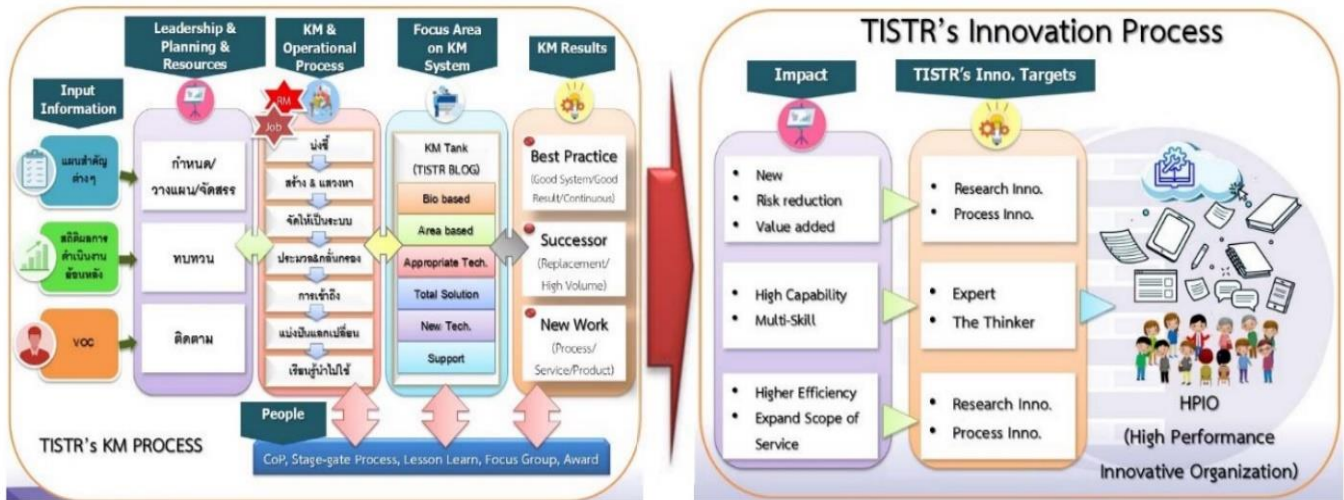 Leadership &
Planning &
Resources
KM &
Operational
Process
Focus Area
on KM
System
KM Results
Input
Information
RM
Job
แผนสำคัญ
ต่างๆ
สถิติผลการ
ดำเนินงาน
ย้อนหลัง
VOC
กำหนด/
วางแผน/จัดสรร
ทบทวน
ติดตาม
บ่งชี้
สร้าง & แสวงหา
จัดให้เป็นระบบ
ประมวล&กลั่นกรอง
การเข้าถึง
แบ่งปันแลกเปลี่ยน
เรียนรู้นำไปใช้
KM Tank
(TISTR BLOG)
Bio based
Area based
Appropriate Tech.
Total Solution
New Tech.
Support
Best Practice
(Good System/Good
Result/Continuous)
Successor
(Replacement/
High Volume)
New Work
(Process/
Service/Product)
People
TISTR's KM PROCESS
CoP, Stage-gate Process, Lesson Learn, Focus Group, Award
TISTR's Innovation Process
Impact
TISTR's Inno. Targets
• New
• Risk reduction
• Value added
• Research Inno.
• Process Inno.
• High Capability
• Multi-Skill
• Expert
• The Thinker
• Higher Efficiency
• Expand Scope of
Service
• Research Inno.
• Process Inno.
HPIO
(High Performance
Innovative Organization)